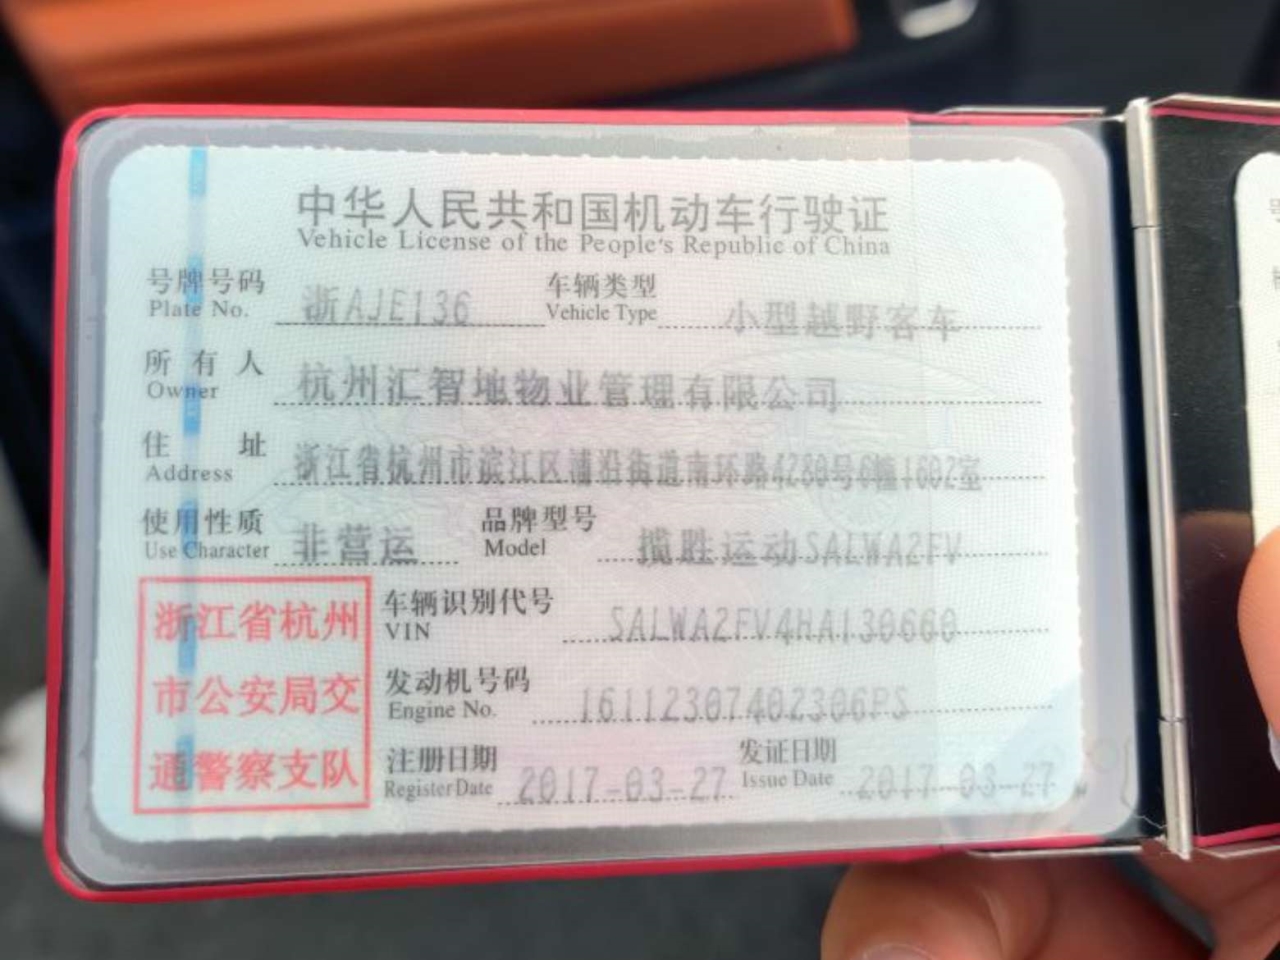 中华人民共和国机动车行驶证
Vehicle License of the People's Republic of China
号牌号码 浙AJE136 车辆类型 小型越野客车
Plate No. Vehicle Type
所有人 杭州汇智地物业管理有限公司
Owner
住址 浙江省杭州市滨江区浦沿街道南环路4280号6幢1602室
Address
使用性质 非营运 品牌型号 揽胜运动SALWA2FV
Use Character Model
浙江省杭州
市公安局交
通警察支队
车辆识别代号 SALWA2FV4HA130660
VIN
发动机号码 16112307402306PS
Engine No.
注册日期 2017-03-27 发证日期 2017-03-27
Register Date Issue Date